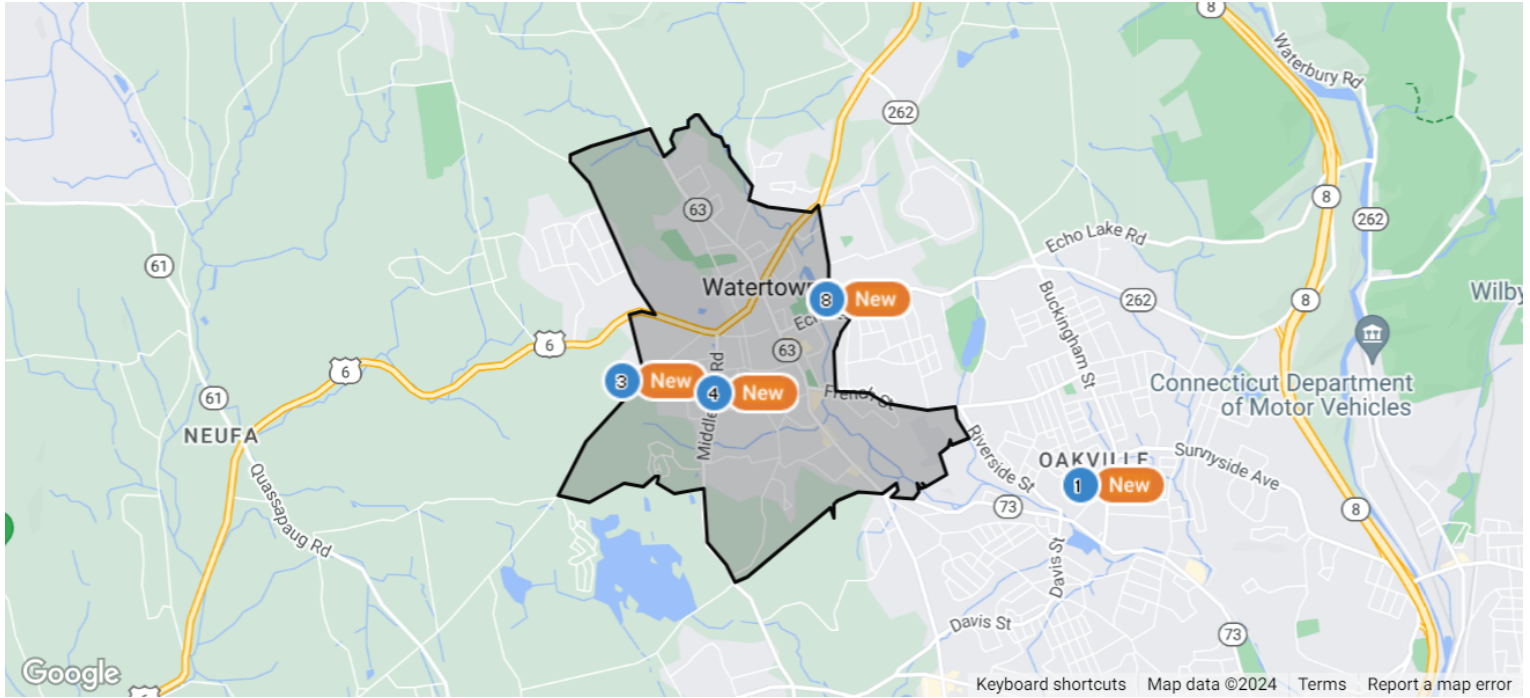 8
8
Waterbury Rd
262
63
8
262
61
Echo Lake Rd
Watertown
8
New
Buckingham St
262
8
Wilby
6
63
6
3
New
4
New
Connecticut Department
of Motor Vehicles
61
French St
NEUFA
Riverside St
OAKVILLE
Sunnyside Ave
1
New
Quassapaug Rd
73
8
Davis St
Davis St
73
Google
6
Keyboard shortcuts
Map data ©2024
Terms
Report a map error